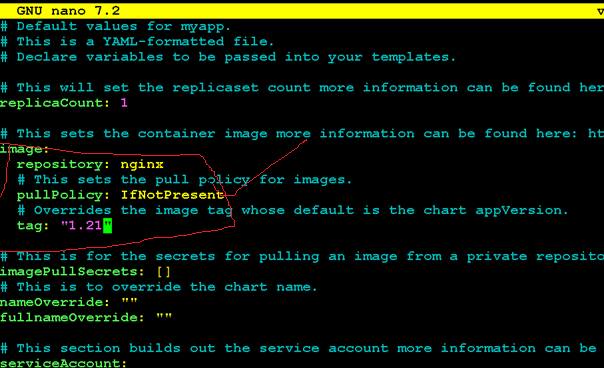 GNU nano 7.2
# Default values for myapp.
# This is a YAML-formatted file.
# Declare variables to be passed into your templates.
# This will set the replicaset count more information can be found her
replicaCount: 1
# This sets the container image more information can be found here: ht
image:
repository: nginx
# This sets the pull policy for images.
pullPolicy: IfNotPresent
# Overrides the image tag whose default is the chart appVersion.
tag: "1.21"
# This is for the secrets for pulling an image from a private reposito
imagePullSecrets: []
# This is to override the chart name.
nameOverride: ""
fullnameOverride: ""
# This section builds out the service account more information can be
serviceAccount: